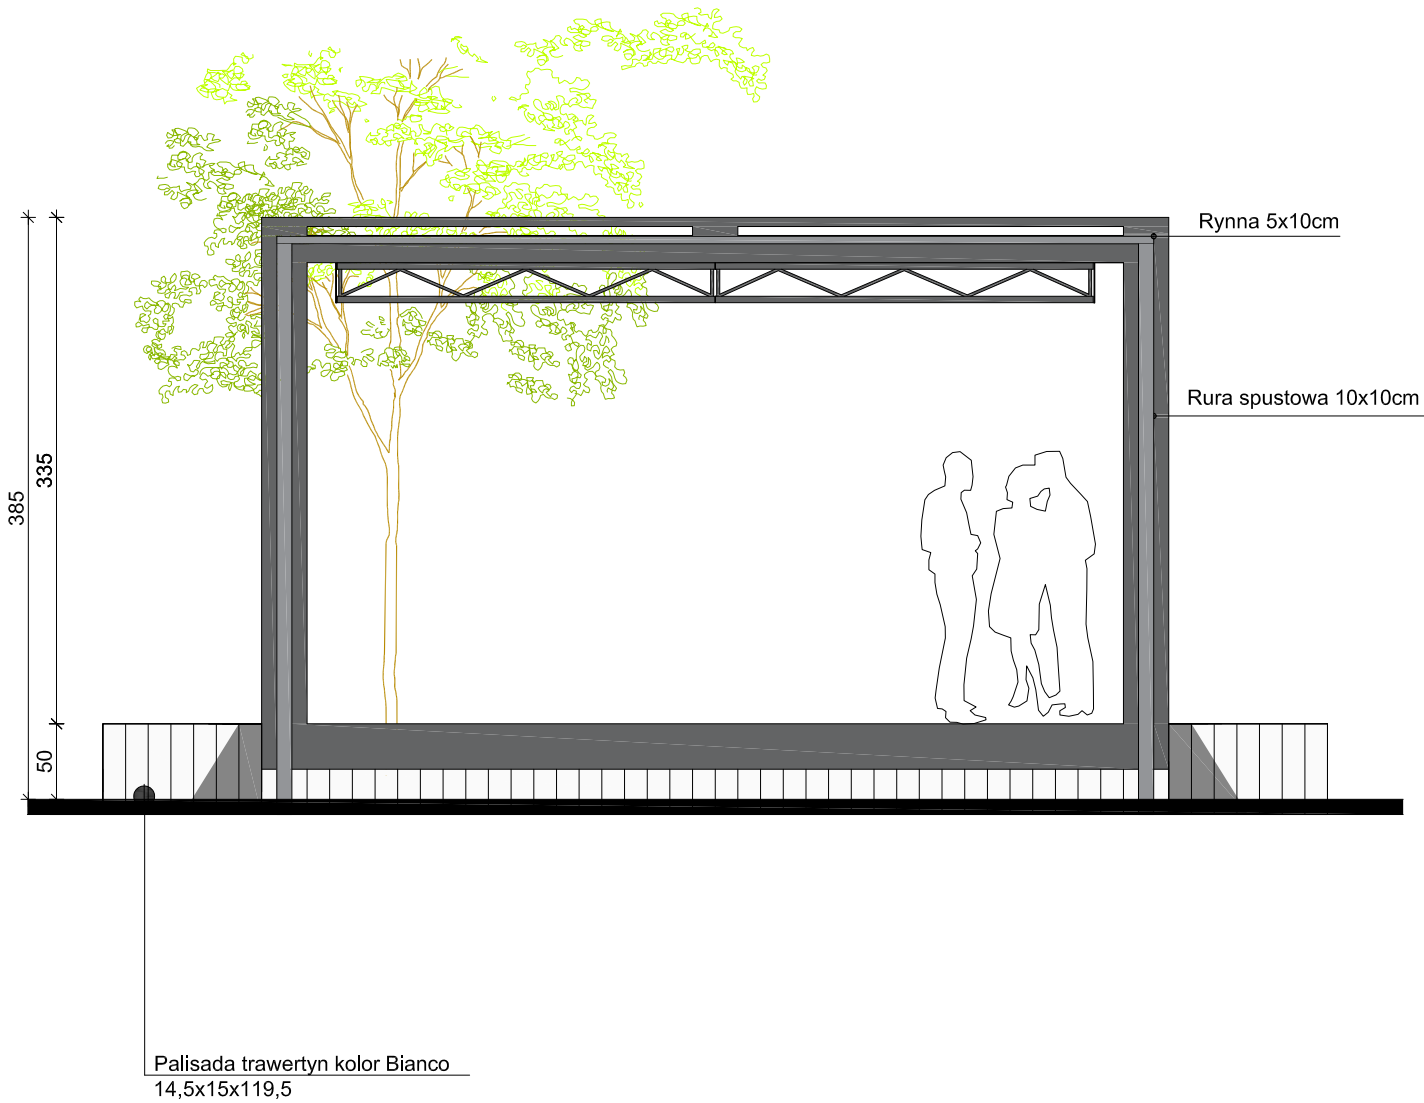 Rynna 5x10cm
Rura spustowa 10x10cm
385
335
50
Palisada trawertyn kolor Bianco
14,5x15x119,5